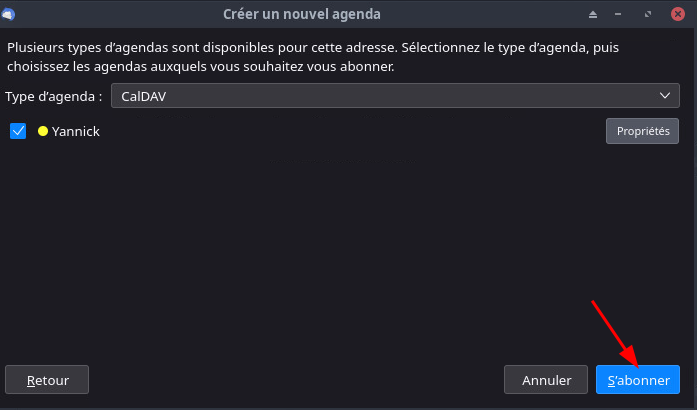 Créer un nouvel agenda
Plusieurs types d’agendas sont disponibles pour cette adresse. Sélectionnez le type d’agenda, puis
choisissez les agendas auxquels vous souhaitez vous abonner.
Type d’agenda : CalDAV
Yannick Propriétés
Retour Annuler S’abonner